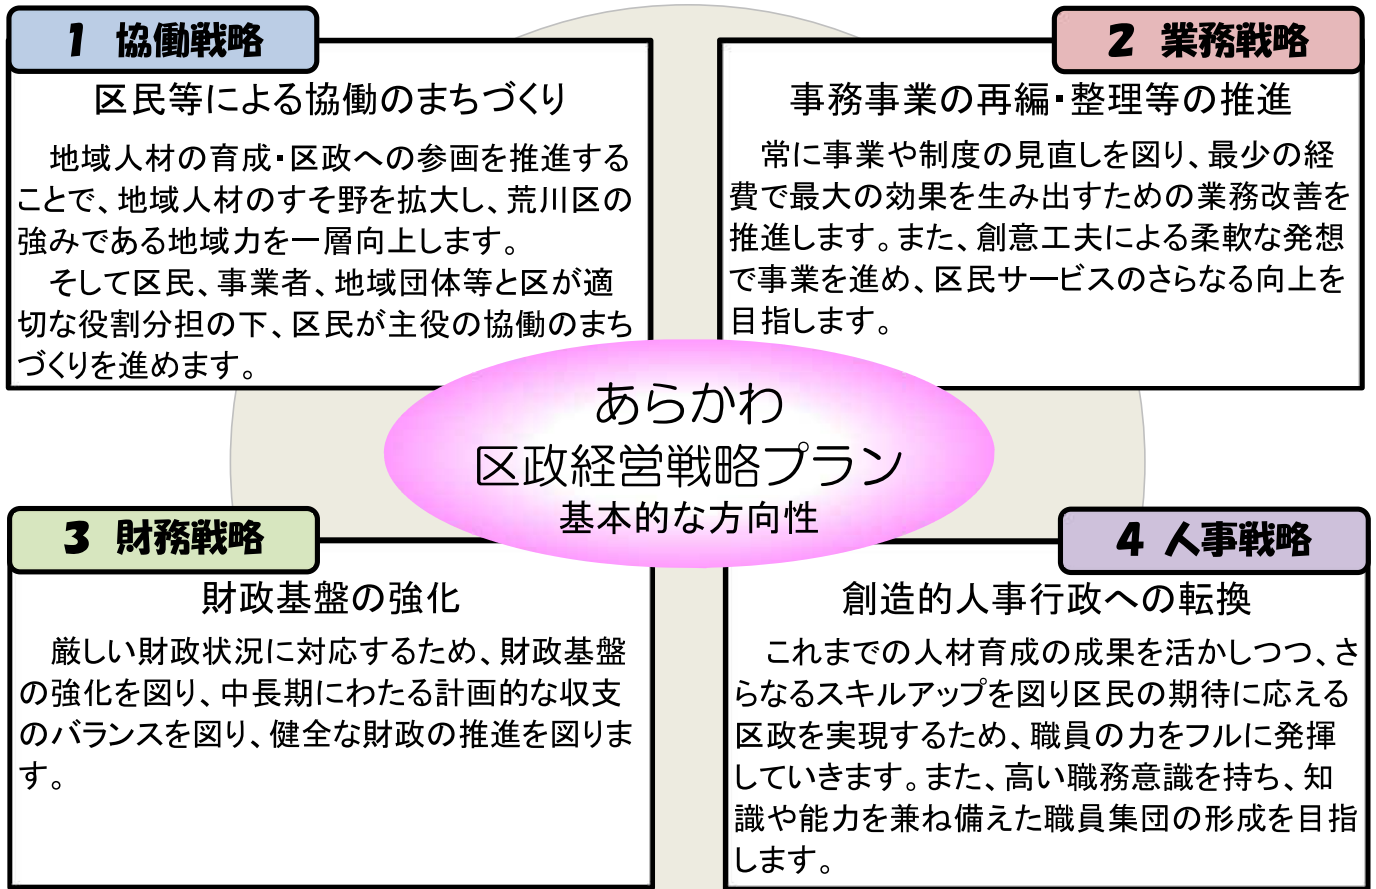 1 協働戦略
区民等による協働のまちづくり
地域人材の育成・区政への参画を推進する
ことで、地域人材のすそ野を拡大し、荒川区の
強みである地域力を一層向上します。
そして区民、事業者、地域団体等と区が適
切な役割分担の下、区民が主役の協働のまち
づくりを進めます。
2 業務戦略
事務事業の再編・整理等の推進
常に事業や制度の見直しを図り、最少の経
費で最大の効果を生み出すための業務改善を
推進します。また、創意工夫による柔軟な発想
で事業を進め、区民サービスのさらなる向上を
目指します。
あらかわ
区政経営戦略プラン
基本的な方向性
3 財務戦略
財政基盤の強化
厳しい財政状況に対応するため、財政基盤
の強化を図り、中長期にわたる計画的な収支
のバランスを図り、健全な財政の推進を図りま
す。
4 人事戦略
創造的人事行政への転換
これまでの人材育成の成果を活かしつつ、さ
らなるスキルアップを図り区民の期待に応える
区政を実現するため、職員の力をフルに発揮
していきます。また、高い職務意識を持ち、知
識や能力を兼ね備えた職員集団の形成を目指
します。